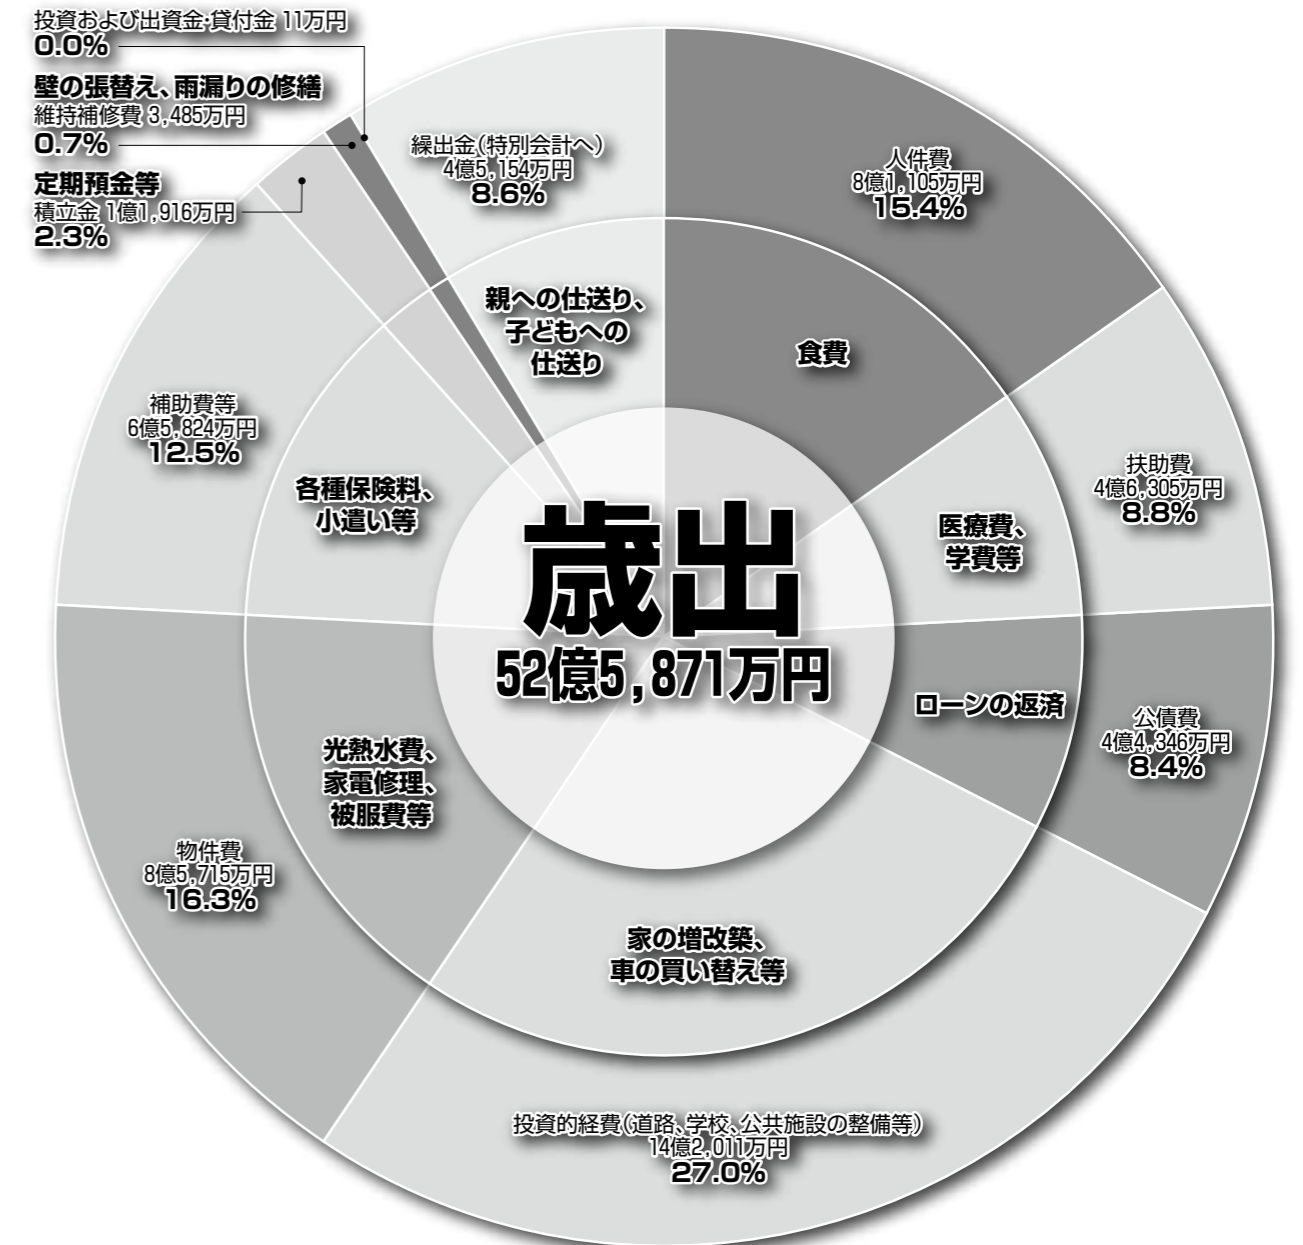 投資および出資金・貸付金 11万円
0.0%
壁の張替え、雨漏りの修繕
維持補修費 3,485万円
0.7%
定期預金等
積立金 1億1,916万円
2.3%
繰出金(特別会計へ)
4億5,154万円
8.6%
親への仕送り、
子どもへの
仕送り
人件費
8億1,105万円
15.4%
食費
扶助費
4億6,305万円
8.8%
医療費、
学費等
公債費
4億4,346万円
8.4%
ローンの返済
投資的経費(道路、学校、公共施設の整備等)
14億2,011万円
27.0%
家の増改築、
車の買い替え等
物件費
8億5,715万円
16.3%
光熱水費、
家電修理、
被服費等
補助費等
6億5,824万円
12.5%
各種保険料、
小遣い等
歳出
52億5,871万円